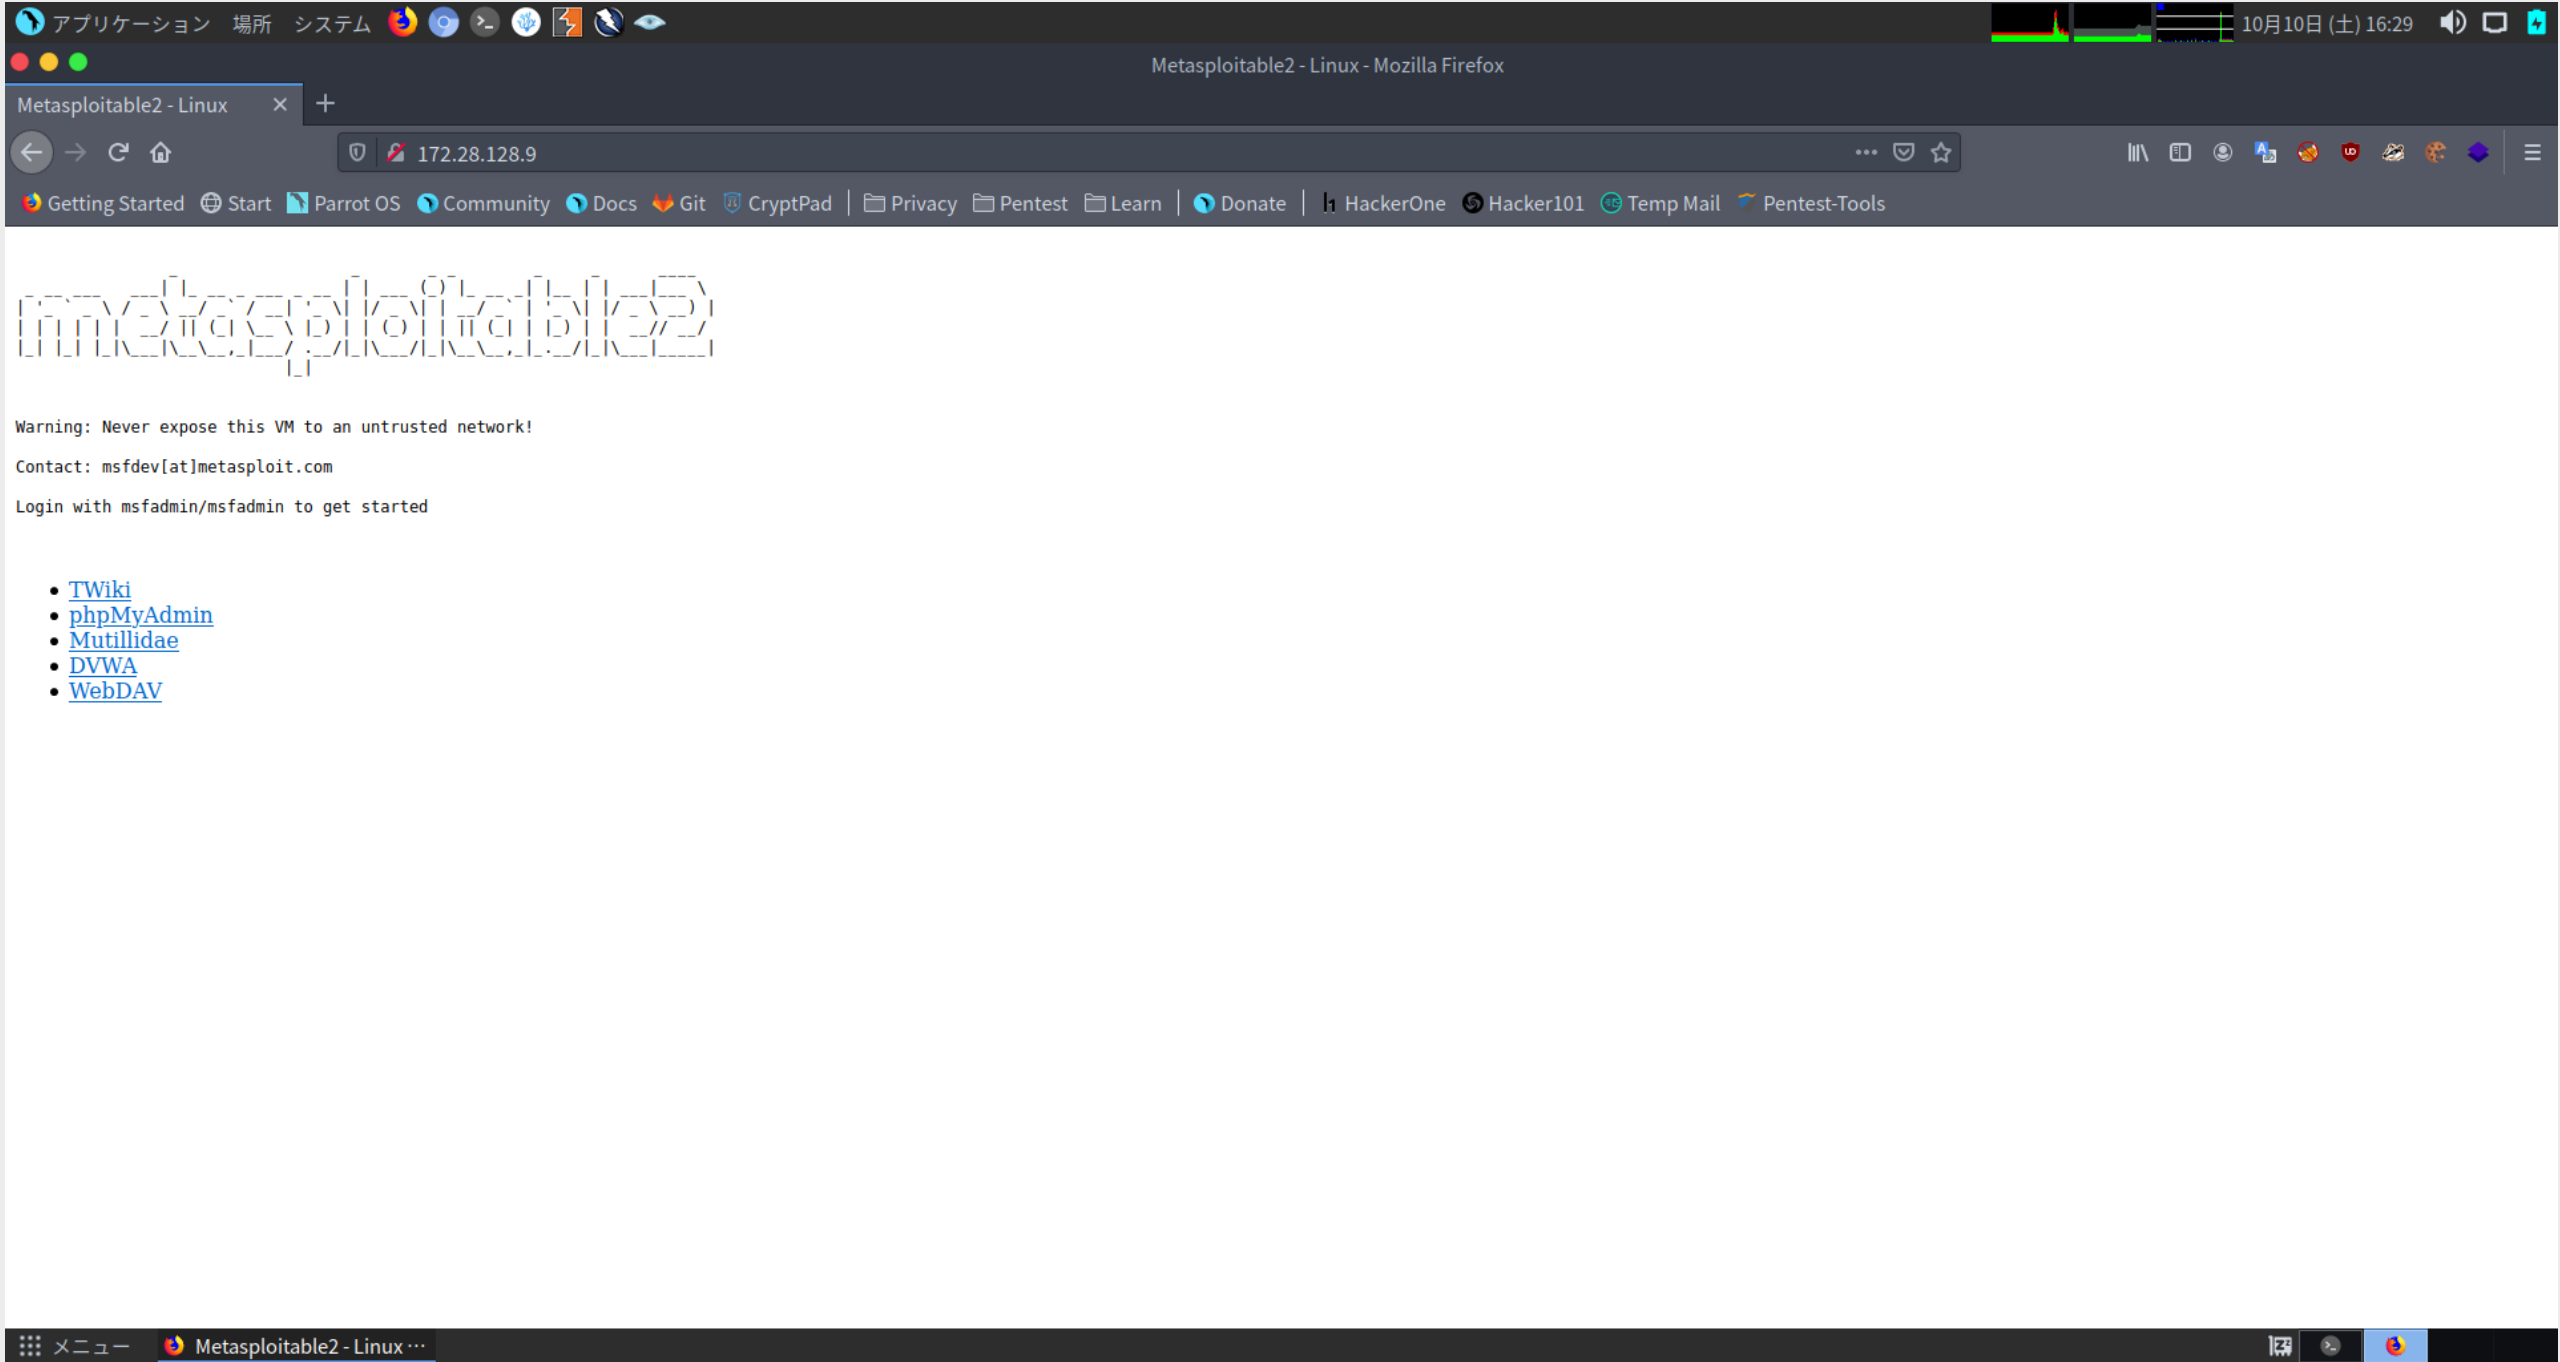 アプリケーション 場所 システム 10月10日 (土) 16:29
Metasploitable2 - Linux - Mozilla Firefox
Metasploitable2 - Linux
172.28.128.9
Getting Started Start Parrot OS Community Docs Git CryptPad Privacy Pentest Learn Donate HackerOne Hacker101 Temp Mail Pentest-Tools
metasploitable2
Warning: Never expose this VM to an untrusted network!
Contact: msfdev[at]metasploit.com
Login with msfadmin/msfadmin to get started
TWiki
phpMyAdmin
Mutillidae
DVWA
WebDAV
メニュー Metasploitable2 - Linux …